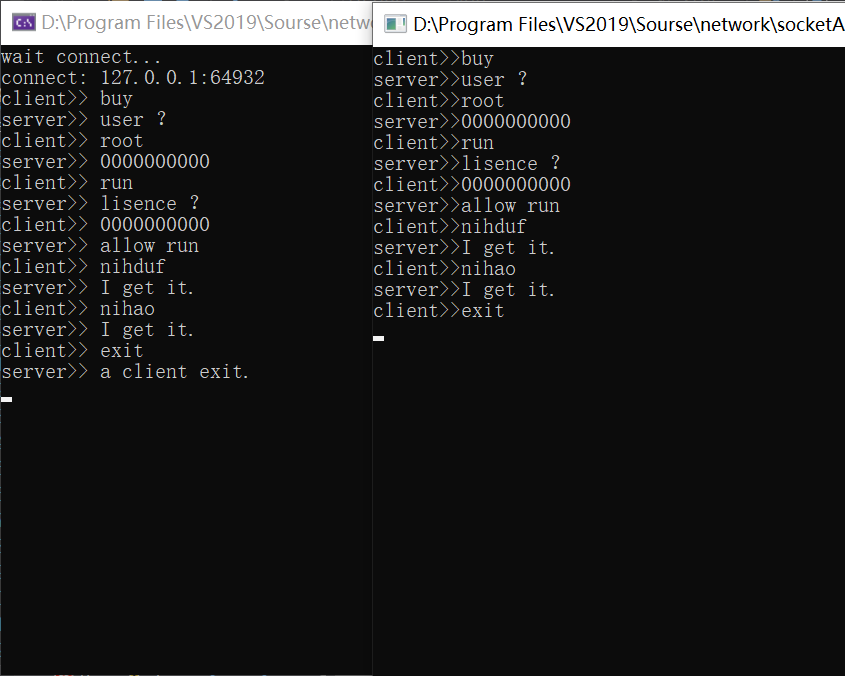 D:\Program Files\VS2019\Sourse\netw
wait connect...
connect: 127.0.0.1:64932
client>> buy
server>> user ?
client>> root
server>> 0000000000
client>> run
server>> lisence ?
client>> 0000000000
server>> allow run
client>> nihduf
server>> I get it.
client>> nihao
server>> I get it.
client>> exit
server>> a client exit.
D:\Program Files\VS2019\Sourse\network\socketA
client>>buy
server>>user ?
client>>root
server>>0000000000
client>>run
server>>lisence ?
client>>0000000000
server>>allow run
client>>nihduf
server>>I get it.
client>>nihao
server>>I get it.
client>>exit